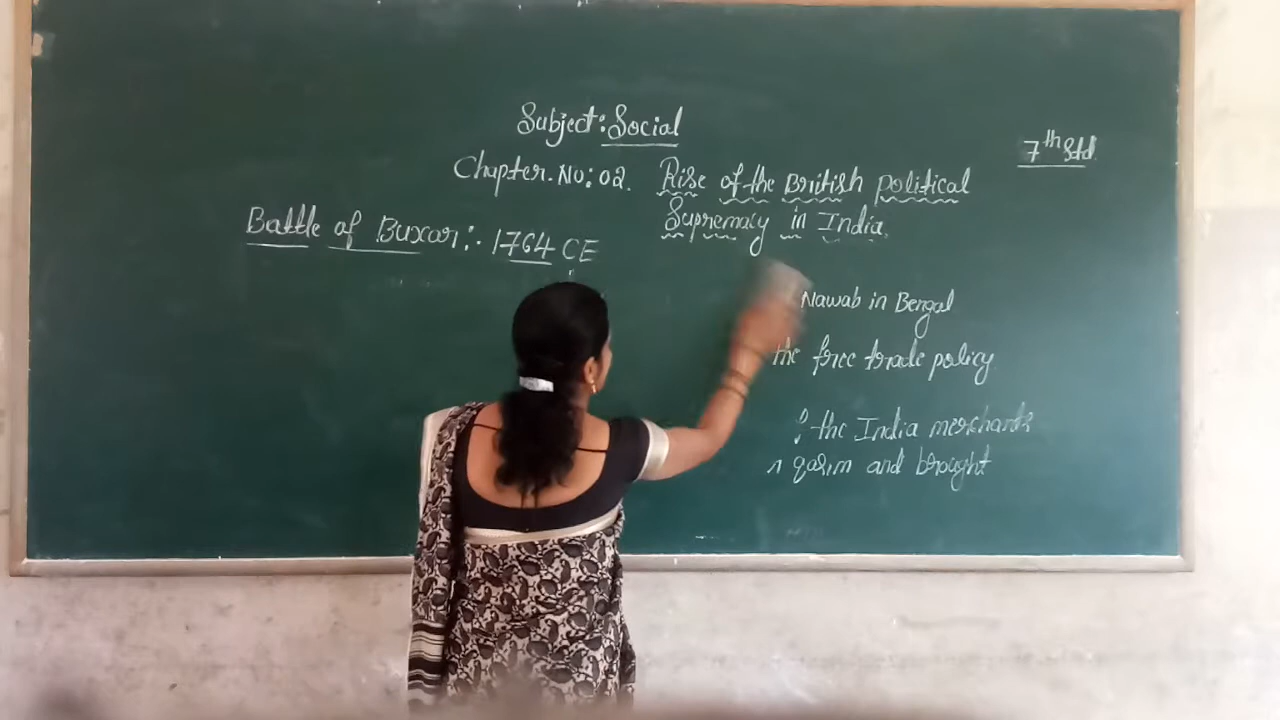 Subject: Social
7th Std.
Chapter. No: 02. Rise of the British political
Supremacy in India.
Battle of Buxar:- 1764 CE
Nawab in Bengal
the free trade policy
the India merchants
qasim and brought